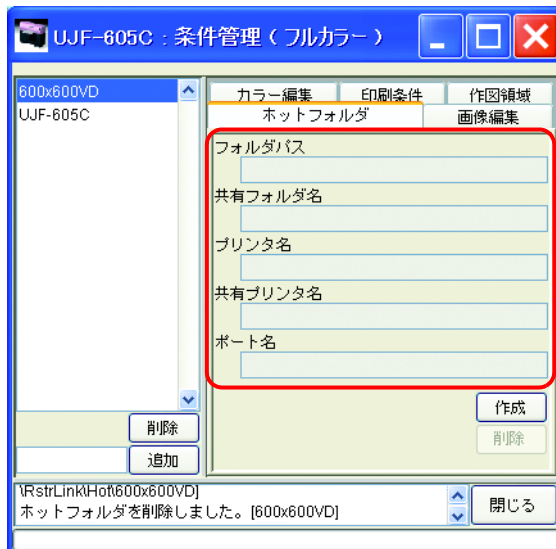 UJF-605C：条件管理（フルカラー）
600x600VD
UJF-605C
カラー編集 印刷条件 作図領域
ホットフォルダ 画像編集
フォルダパス
共有フォルダ名
プリンタ名
共有プリンタ名
ポート名
作成
削除
削除
追加
\RstrLink\Hot\600x600VD]
ホットフォルダを削除しました。[600x600VD]
閉じる